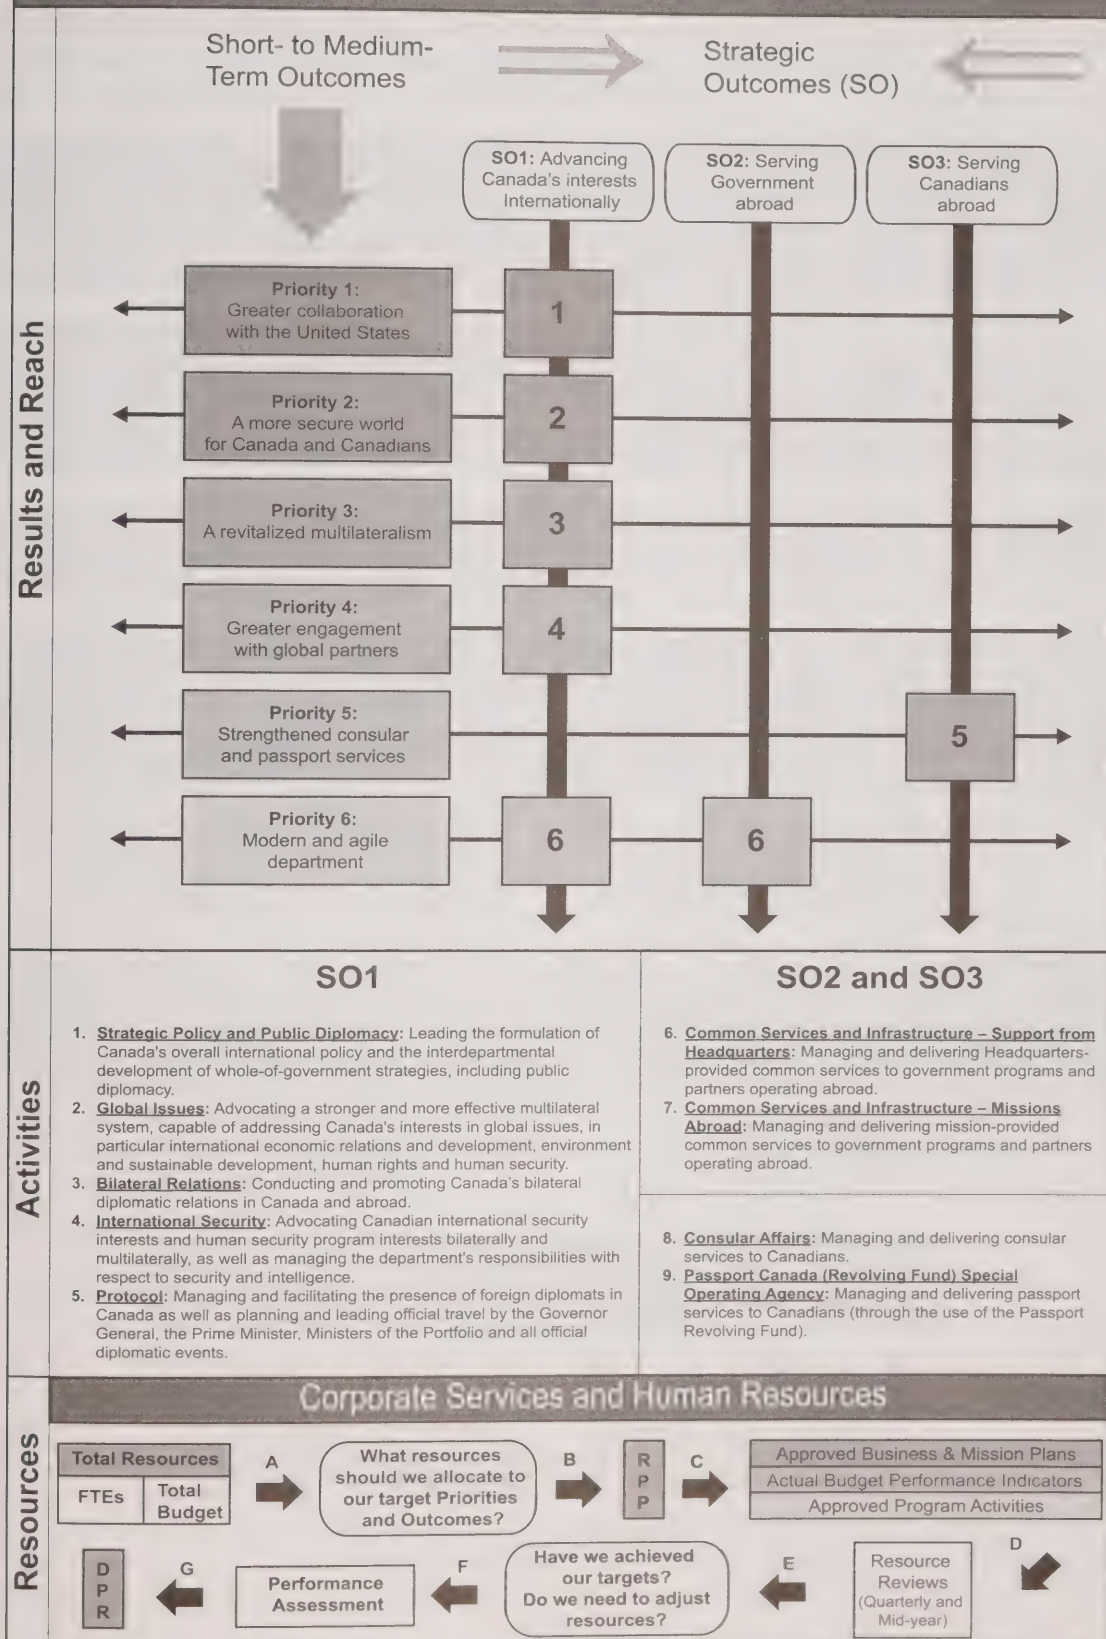 Short- to Medium-
Term Outcomes
Strategic
Outcomes (SO)
SO1: Advancing
Canada's interests
Internationally
SO2: Serving
Government
abroad
SO3: Serving
Canadians
abroad
Results and Reach
Priority 1:
Greater collaboration
with the United States
1
Priority 2:
A more secure world
for Canada and Canadians
2
Priority 3:
A revitalized multilateralism
3
Priority 4:
Greater engagement
with global partners
4
Priority 5:
Strengthened consular
and passport services
5
Priority 6:
Modern and agile
department
6
6
Activities
SO1
1. Strategic Policy and Public Diplomacy: Leading the formulation of
Canada's overall international policy and the interdepartmental
development of whole-of-government strategies, including public
diplomacy.
2. Global Issues: Advocating a stronger and more effective multilateral
system, capable of addressing Canada's interests in global issues, in
particular international economic relations and development, environment
and sustainable development, human rights and human security.
3. Bilateral Relations: Conducting and promoting Canada's bilateral
diplomatic relations in Canada and abroad.
4. International Security: Advocating Canadian international security
interests and human security program interests bilaterally and
multilaterally, as well as managing the department's responsibilities with
respect to security and intelligence.
5. Protocol: Managing and facilitating the presence of foreign diplomats in
Canada as well as planning and leading official travel by the Governor
General, the Prime Minister, Ministers of the Portfolio and all official
diplomatic events.
SO2 and SO3
6. Common Services and Infrastructure – Support from
Headquarters: Managing and delivering Headquarters-
provided common services to government programs and
partners operating abroad.
7. Common Services and Infrastructure – Missions
Abroad: Managing and delivering mission-provided
common services to government programs and partners
operating abroad.
8. Consular Affairs: Managing and delivering consular
services to Canadians.
9. Passport Canada (Revolving Fund) Special
Operating Agency: Managing and delivering passport
services to Canadians (through the use of the Passport
Revolving Fund).
Resources
Corporate Services and Human Resources
Total Resources
FTEs
Total
Budget
A
What resources
should we allocate to
our target Priorities
and Outcomes?
B
R
P
P
C
Approved Business & Mission Plans
Actual Budget Performance Indicators
Approved Program Activities
D
Resource
Reviews
(Quarterly and
Mid-year)
E
Have we achieved
our targets?
Do we need to adjust
resources?
F
Performance
Assessment
G
D
P
R